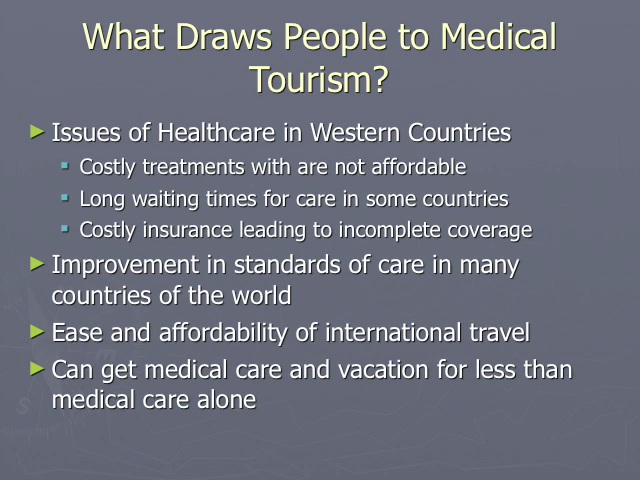 What Draws People to Medical
Tourism?
Issues of Healthcare in Western Countries
Costly treatments with are not affordable
Long waiting times for care in some countries
Costly insurance leading to incomplete coverage
Improvement in standards of care in many
countries of the world
Ease and affordability of international travel
Can get medical care and vacation for less than
medical care alone